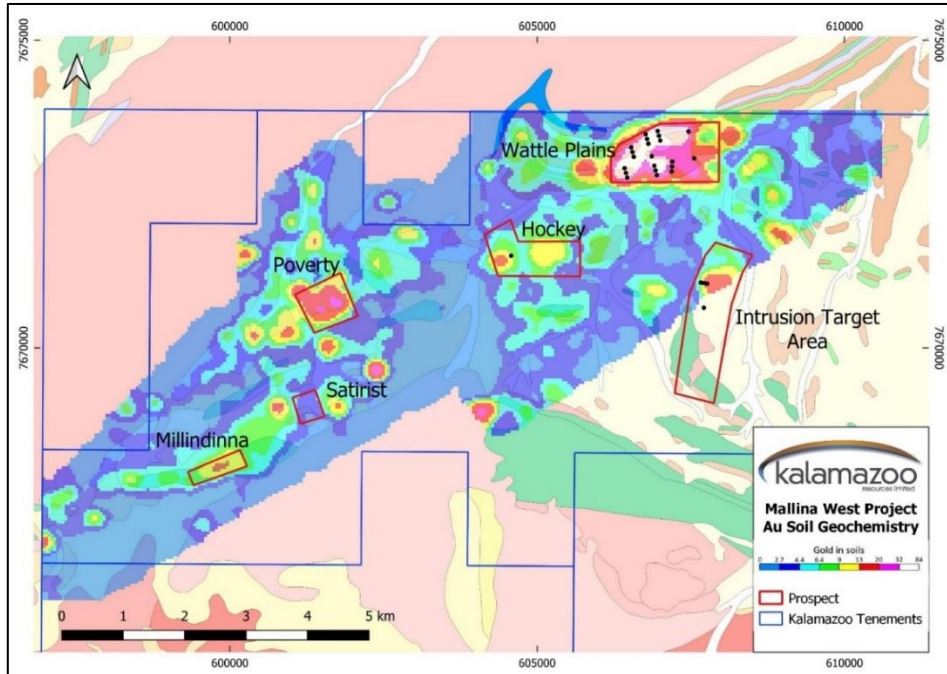 600000 605000 610000
7675000 7675000
Wattle Plains
Hockey
Poverty
Intrusion Target
Area
7670000 7670000
Satirist
Millindinna
kalamazoo
resources limited
Mallina West Project
Au Soil Geochemistry
Gold in soils
0 2.7 4.4 6.4 9 13 20 32 84
Prospect
Kalamazoo Tenements
0 1 2 3 4 5 km
600000 605000 610000